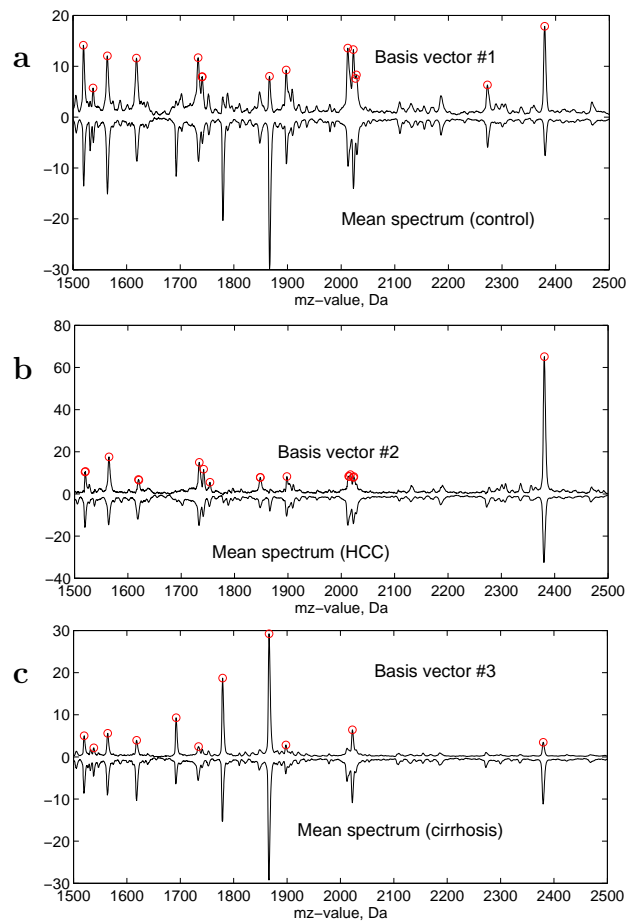 a
20
10
0
−10
−20
−30
Basis vector #1
Mean spectrum (control)
1500 1600 1700 1800 1900 2000 2100 2200 2300 2400 2500
mz−value, Da
b
80
60
40
20
0
−20
−40
Basis vector #2
Mean spectrum (HCC)
1500 1600 1700 1800 1900 2000 2100 2200 2300 2400 2500
mz−value, Da
c
30
20
10
0
−10
−20
−30
Basis vector #3
Mean spectrum (cirrhosis)
1500 1600 1700 1800 1900 2000 2100 2200 2300 2400 2500
mz−value, Da